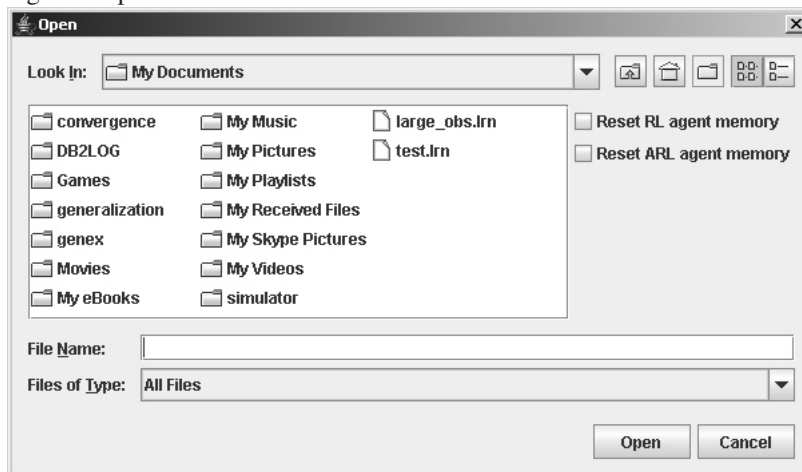 Open
Look In: My Documents
convergence My Music large_obs.lrn Reset RL agent memory
DB2LOG My Pictures test.lrn Reset ARL agent memory
Games My Playlists
generalization My Received Files
genex My Skype Pictures
Movies My Videos
My eBooks simulator
File Name:
Files of Type: All Files
Open Cancel